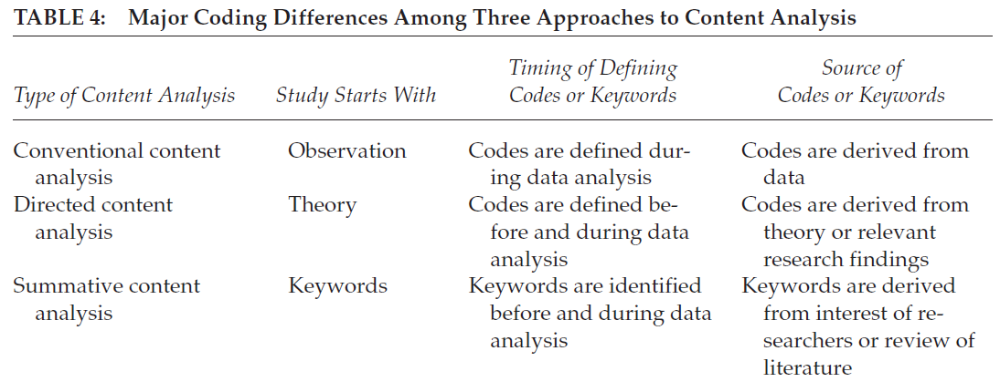 TABLE 4: Major Coding Differences Among Three Approaches to Content Analysis
Timing of Defining Source of
Type of Content Analysis Study Starts With Codes or Keywords Codes or Keywords
Conventional content Observation Codes are defined dur- Codes are derived from
analysis ing data analysis data
Directed content Theory Codes are defined be- Codes are derived from
analysis fore and during data theory or relevant
analysis research findings
Summative content Keywords Keywords are identified Keywords are derived
analysis before and during data from interest of re-
analysis searchers or review of
literature